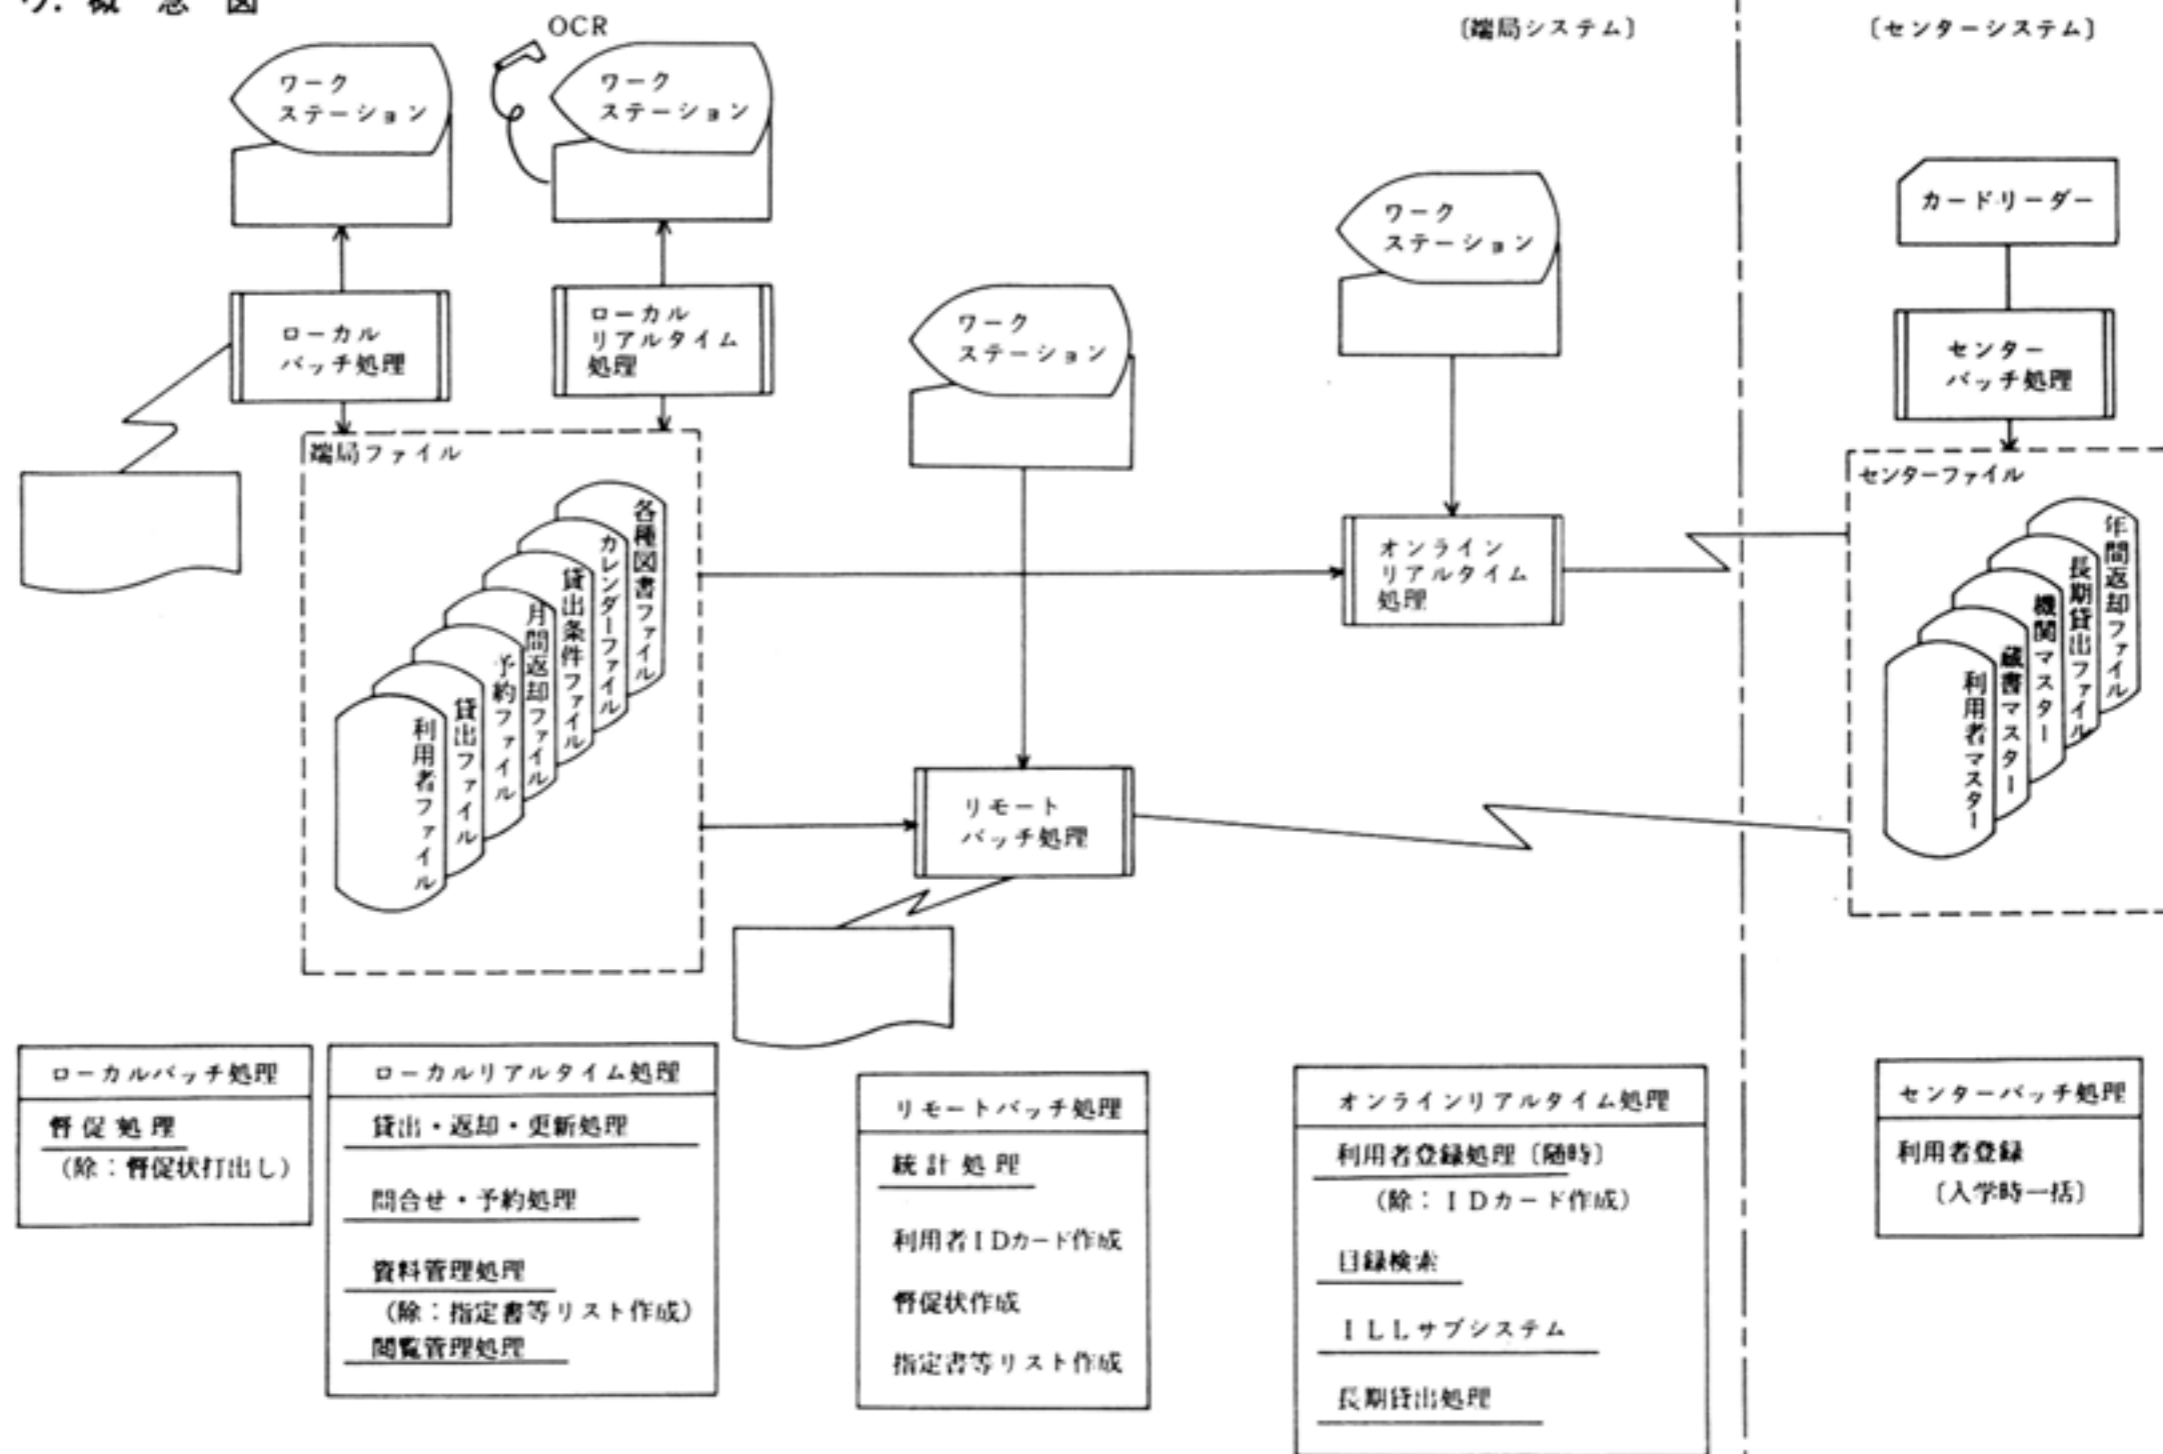 概念図
OCR
〔端局システム〕
〔センターシステム〕
ワーク
ステーション
ワーク
ステーション
ワーク
ステーション
ワーク
ステーション
カードリーダー
ローカル
バッチ処理
ローカル
リアルタイム
処理
センター
バッチ処理
端局ファイル
各種図書ファイル
カレンダーファイル
貸出条件ファイル
月間返却ファイル
予約ファイル
貸出ファイル
利用者ファイル
オンライン
リアルタイム
処理
センターファイル
年間返却ファイル
長期貸出ファイル
機関マスター
蔵書マスター
利用者マスター
リモート
バッチ処理
ローカルバッチ処理
督促処理
(除:督促状打出し)
ローカルリアルタイム処理
貸出・返却・更新処理
問合せ・予約処理
資料管理処理
(除:指定書等リスト作成)
閲覧管理処理
リモートバッチ処理
統計処理
利用者IDカード作成
督促状作成
指定書等リスト作成
オンラインリアルタイム処理
利用者登録処理〔随時〕
(除:IDカード作成)
目録検索
ILLサブシステム
長期貸出処理
センターバッチ処理
利用者登録
〔入学時一括〕